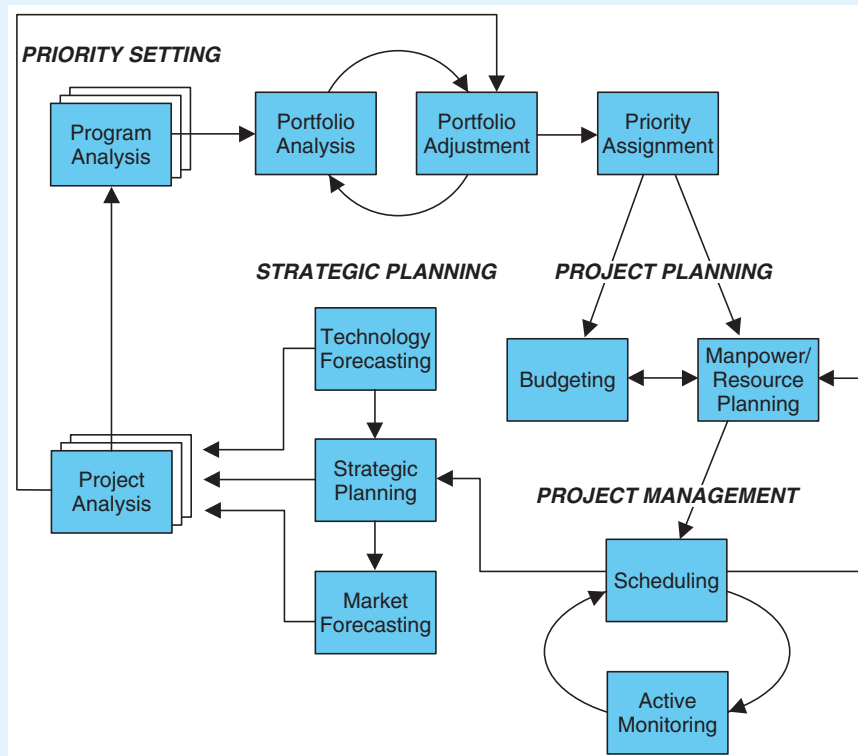 PRIORITY SETTING
Program
Analysis
Portfolio
Analysis
Portfolio
Adjustment
Priority
Assignment
STRATEGIC PLANNING
PROJECT PLANNING
Technology
Forecasting
Budgeting
Manpower/
Resource
Planning
Project
Analysis
Strategic
Planning
PROJECT MANAGEMENT
Market
Forecasting
Scheduling
Active
Monitoring